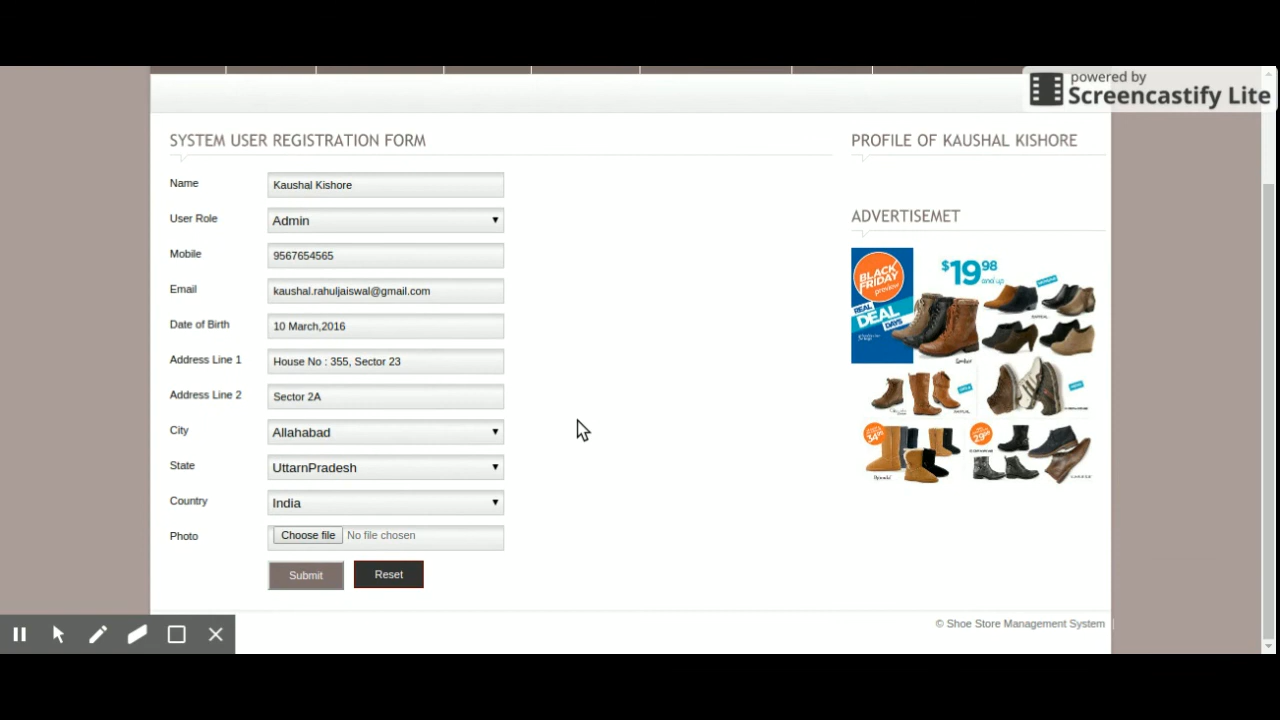 powered by
Screencastify Lite
SYSTEM USER REGISTRATION FORM
Name
Kaushal Kishore
User Role
Admin
Mobile
9567654565
Email
kaushal.rahuljaiswal@gmail.com
Date of Birth
10 March,2016
Address Line 1
House No : 355, Sector 23
Address Line 2
Sector 2A
City
Allahabad
State
UttarnPradesh
Country
India
Photo
Choose file No file chosen
Submit
Reset
PROFILE OF KAUSHAL KISHORE
ADVERTISEMET
BLACK
FRIDAY
preview
REAL
DEAL
DAYS
$19.98
and up
© Shoe Store Management System